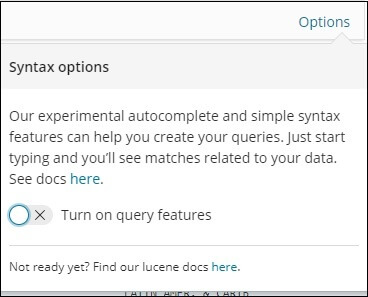 Options
Syntax options
Our experimental autocomplete and simple syntax
features can help you create your queries. Just start
typing and you'll see matches related to your data.
See docs here.
Turn on query features
Not ready yet? Find our lucene docs here.